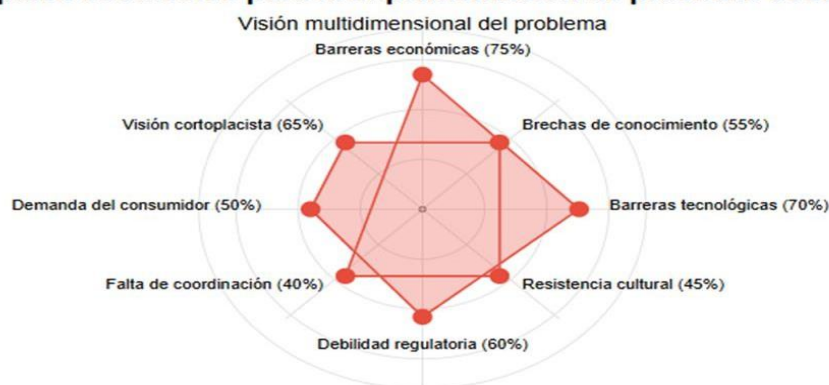 Visión multidimensional del problema
Barreras económicas (75%)
Visión cortoplacista (65%)
Brechas de conocimiento (55%)
Demanda del consumidor (50%)
Barreras tecnológicas (70%)
Falta de coordinación (40%)
Resistencia cultural (45%)
Debilidad regulatoria (60%)